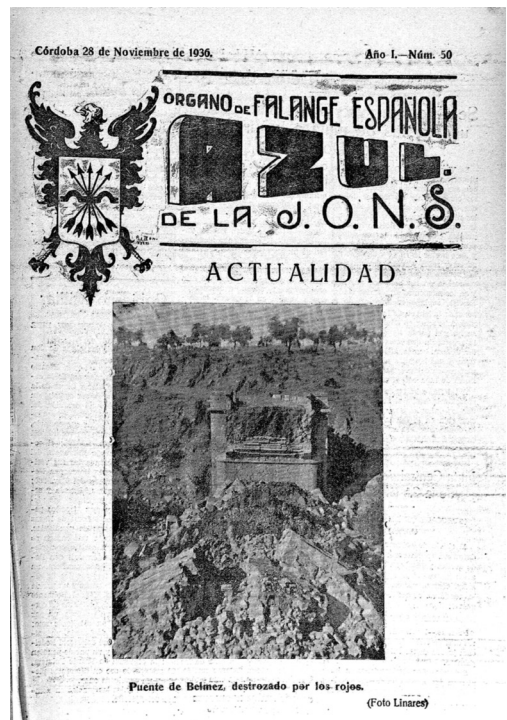 Córdoba 28 de Noviembre de 1936.
Año I.—Núm. 50
ORGANO DE FALANGE ESPAÑOLA
AZUL.
DE LA J. O. N. S.
ACTUALIDAD
Puente de Belmez, destrozado por los rojos.
(Foto Linares)